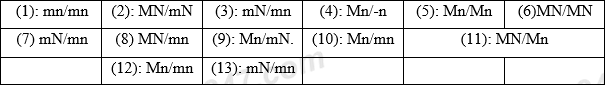 (1): mn/mn (2): MN/mN (3): mN/mn (4): Mn/-n (5): Mn/Mn (6)MN/MN
(7) mN/mn (8) MN/mn (9): Mn/mN. (10): Mn/mn (11): MN/Mn
(12): Mn/mn (13): mN/mn